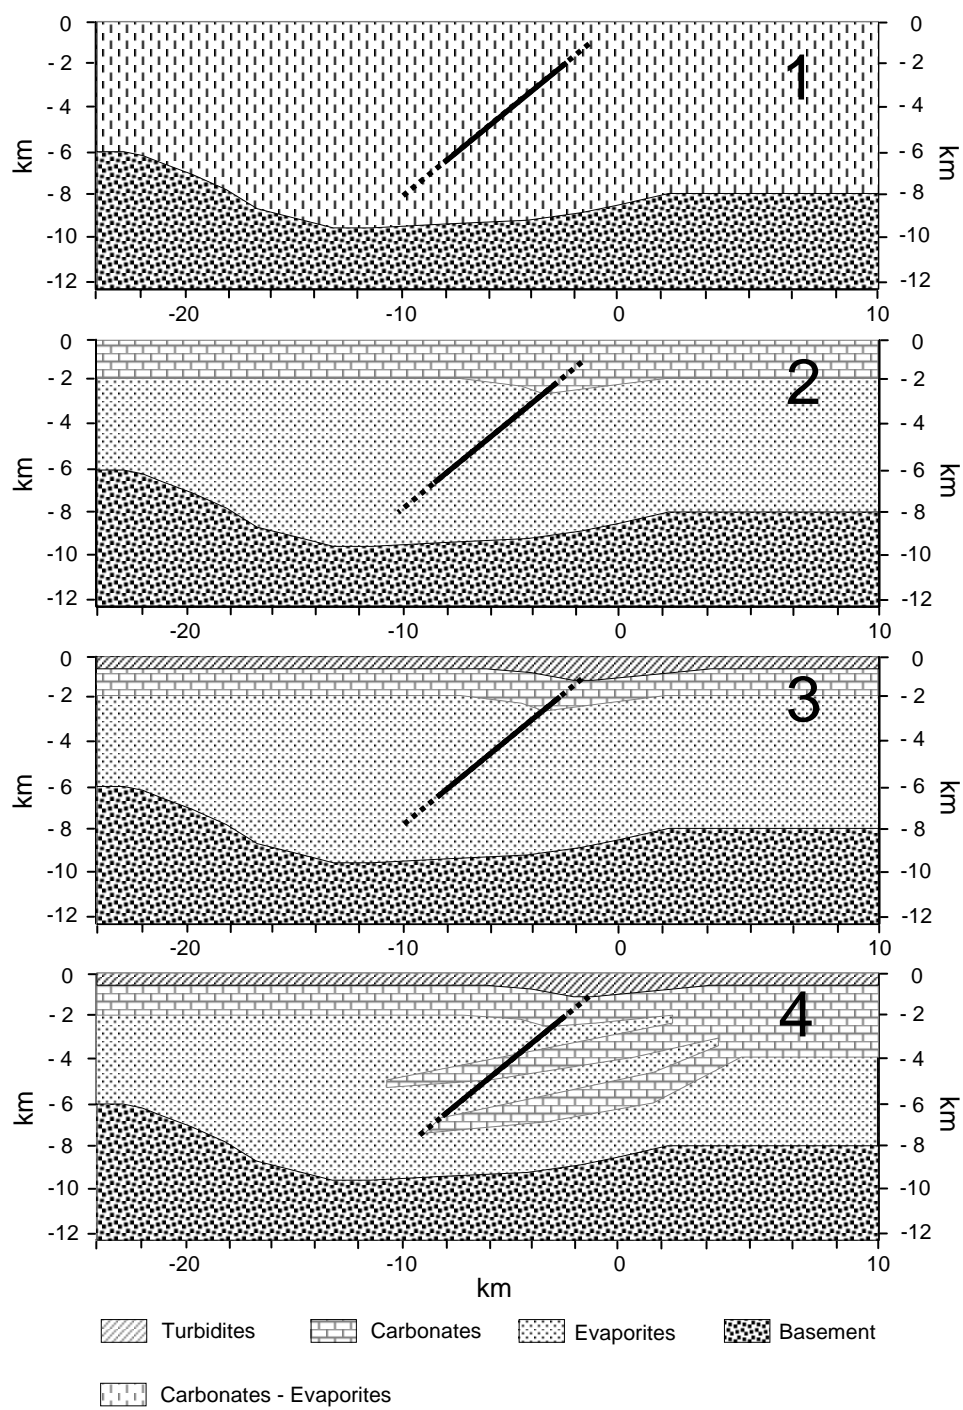 0 0
- 2 - 2
1
- 4 - 4
km - 6 - 6 km
- 8 - 8
-10 -10
-12 -12
-20 -10 0 10
0 0
- 2 2 - 2
- 4 - 4
km - 6 - 6 km
- 8 - 8
-10 -10
-12 -12
-20 -10 0 10
0 0
- 2 3 - 2
- 4 - 4
km - 6 - 6 km
- 8 - 8
-10 -10
-12 -12
-20 -10 0 10
0 0
- 2 4 - 2
- 4 - 4
km - 6 - 6 km
- 8 - 8
-10 -10
-12 -12
-20 -10 0 10
km
Turbidites Carbonates Evaporites Basement
Carbonates - Evaporites